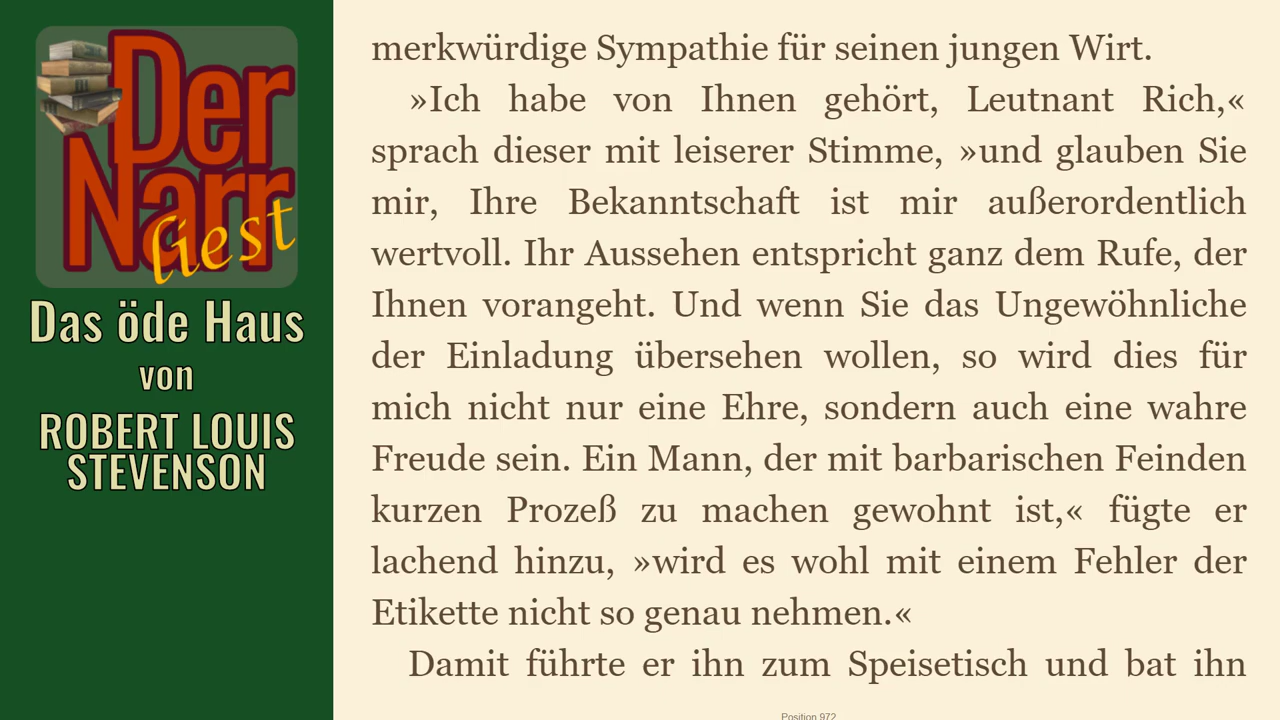 Der
Narr
liest
Das öde Haus
von
ROBERT LOUIS
STEVENSON
merkwürdige Sympathie für seinen jungen Wirt.
»Ich habe von Ihnen gehört, Leutnant Rich,«
sprach dieser mit leiserer Stimme, »und glauben Sie
mir, Ihre Bekanntschaft ist mir außerordentlich
wertvoll. Ihr Aussehen entspricht ganz dem Rufe, der
Ihnen vorangeht. Und wenn Sie das Ungewöhnliche
der Einladung übersehen wollen, so wird dies für
mich nicht nur eine Ehre, sondern auch eine wahre
Freude sein. Ein Mann, der mit barbarischen Feinden
kurzen Prozeß zu machen gewohnt ist,« fügte er
lachend hinzu, »wird es wohl mit einem Fehler der
Etikette nicht so genau nehmen.«
Damit führte er ihn zum Speisetisch und bat ihn
Position 972